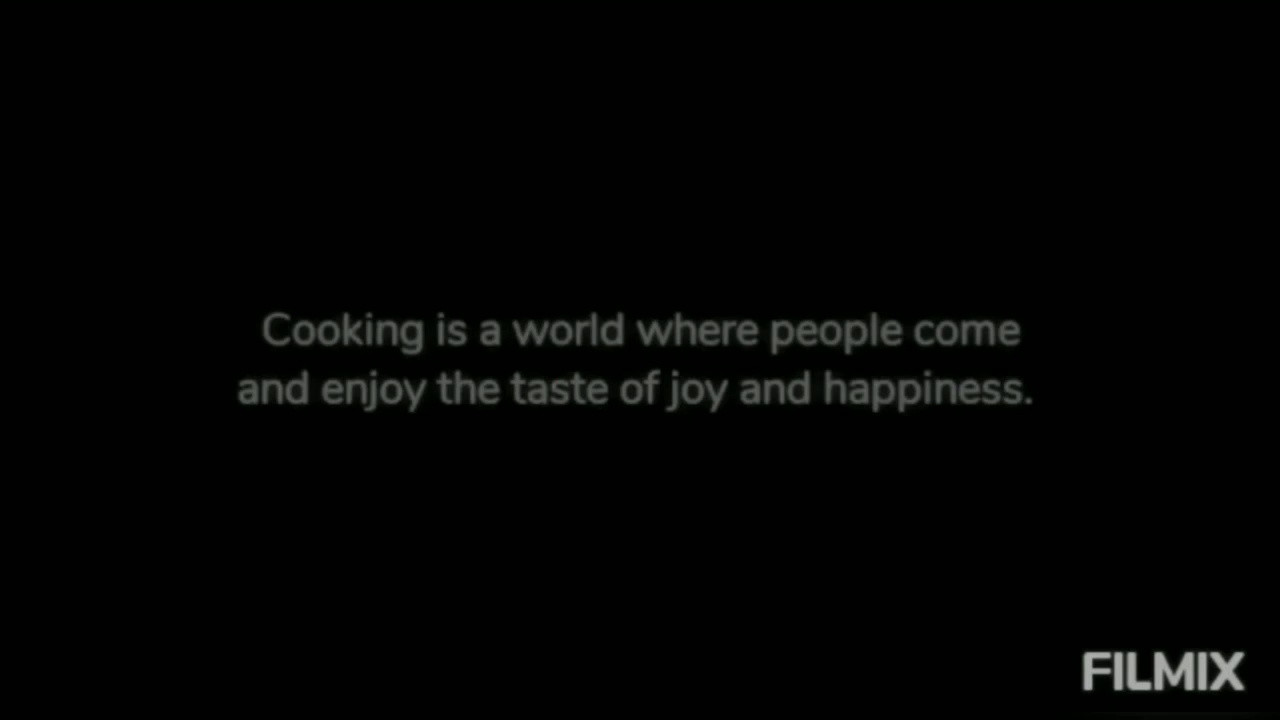 Cooking is a world where people come
and enjoy the taste of joy and happiness.
FILMIX